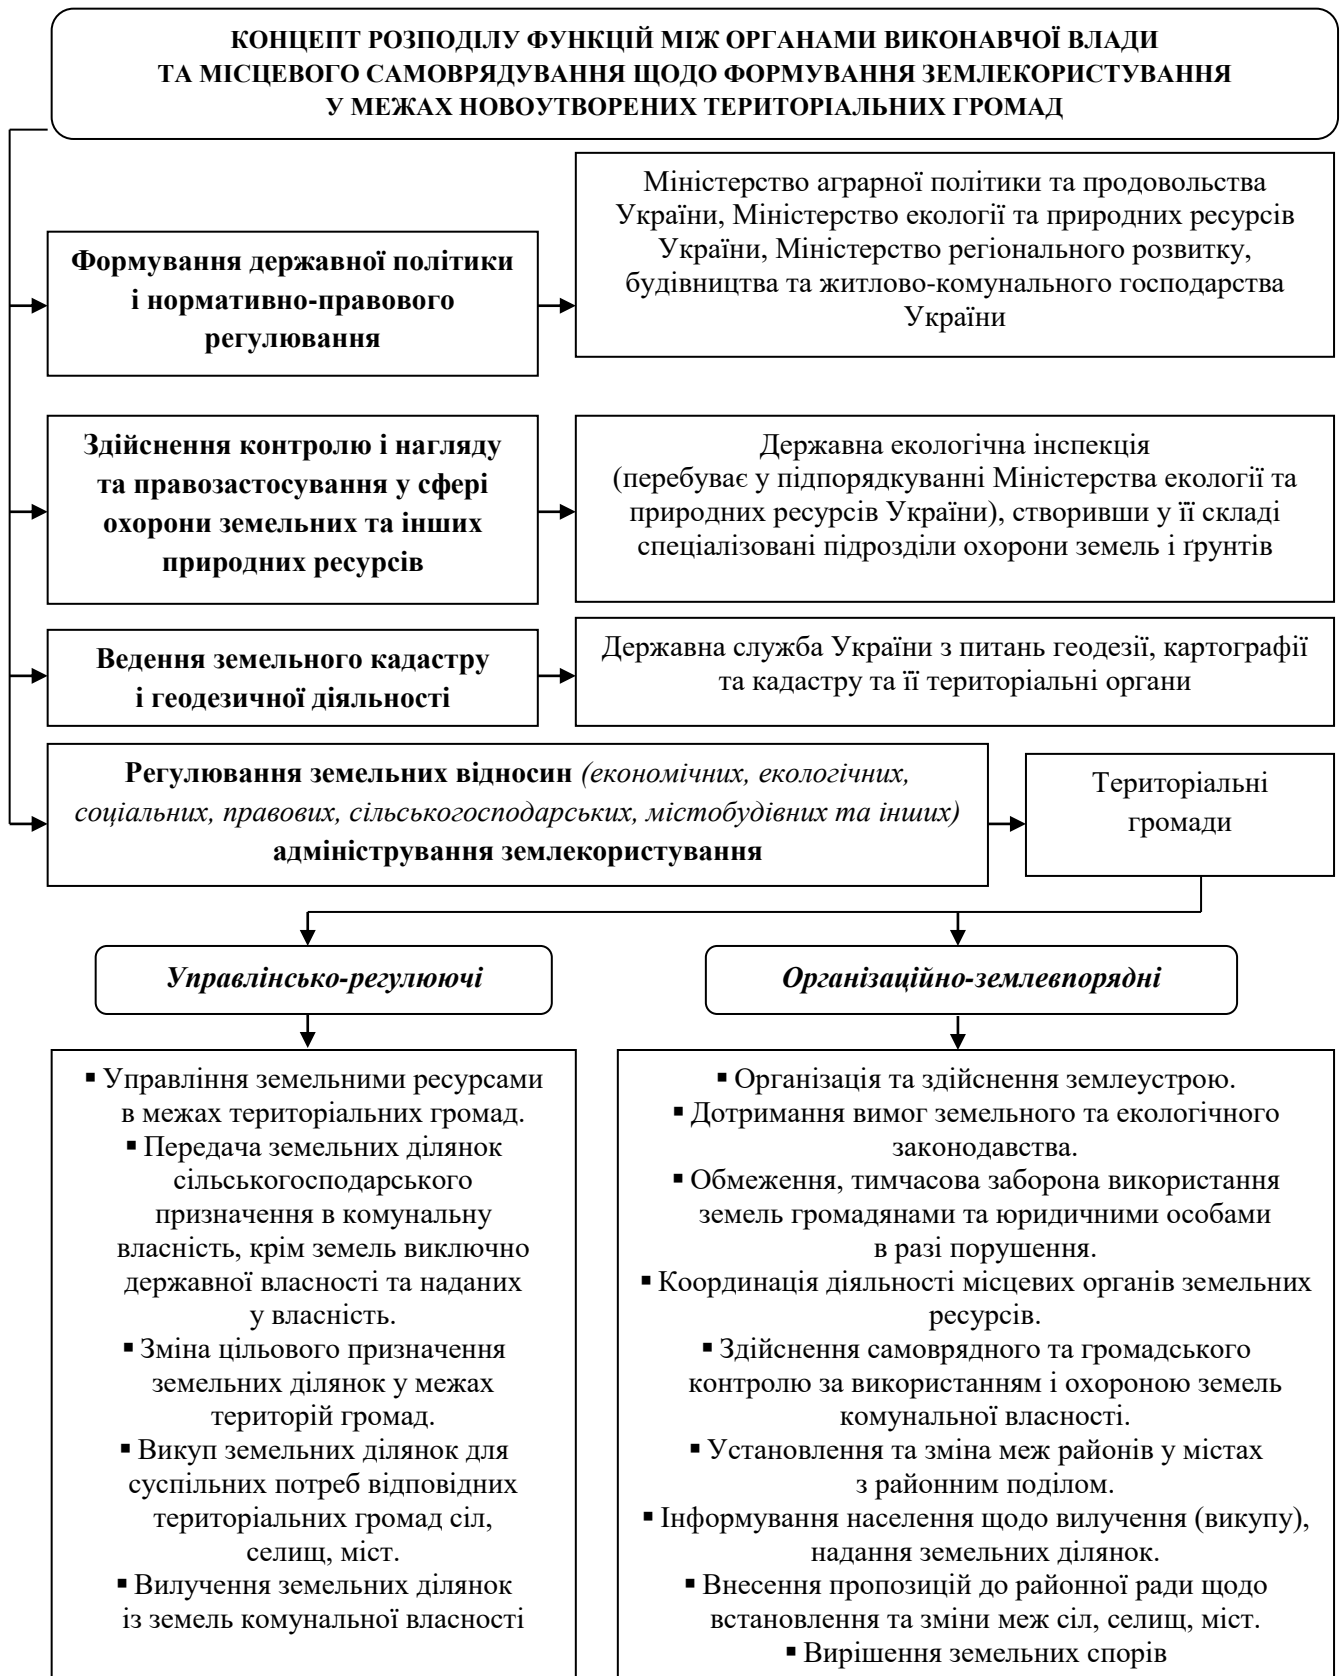 КОНЦЕПТ РОЗПОДІЛУ ФУНКЦІЙ МІЖ ОРГАНАМИ ВИКОНАВЧОЇ ВЛАДИ
ТА МІСЦЕВОГО САМОВРЯДУВАННЯ ЩОДО ФОРМУВАННЯ ЗЕМЛЕКОРИСТУВАННЯ
У МЕЖАХ НОВОУТВОРЕНИХ ТЕРИТОРІАЛЬНИХ ГРОМАД
Формування державної політики
і нормативно-правового
регулювання
Міністерство аграрної політики та продовольства
України, Міністерство екології та природних ресурсів
України, Міністерство регіонального розвитку,
будівництва та житлово-комунального господарства
України
Здійснення контролю і нагляду
та правозастосування у сфері
охорони земельних та інших
природних ресурсів
Державна екологічна інспекція
(перебуває у підпорядкуванні Міністерства екології та
природних ресурсів України), створивши у її складі
спеціалізовані підрозділи охорони земель і ґрунтів
Ведення земельного кадастру
і геодезичної діяльності
Державна служба України з питань геодезії, картографії
та кадастру та її територіальні органи
Регулювання земельних відносин (економічних, екологічних,
соціальних, правових, сільськогосподарських, містобудівних та інших)
адміністрування землекористування
Територіальні
громади
Управлінсько-регулюючі
▪ Управління земельними ресурсами
в межах територіальних громад.
▪ Передача земельних ділянок
сільськогосподарського
призначення в комунальну
власність, крім земель виключно
державної власності та наданих
у власність.
▪ Зміна цільового призначення
земельних ділянок у межах
територій громад.
▪ Викуп земельних ділянок для
суспільних потреб відповідних
територіальних громад сіл,
селищ, міст.
▪ Вилучення земельних ділянок
із земель комунальної власності
Організаційно-землевпорядні
▪ Організація та здійснення землеустрою.
▪ Дотримання вимог земельного та екологічного
законодавства.
▪ Обмеження, тимчасова заборона використання
земель громадянами та юридичними особами
в разі порушення.
▪ Координація діяльності місцевих органів земельних
ресурсів.
▪ Здійснення самоврядного та громадського
контролю за використанням і охороною земель
комунальної власності.
▪ Установлення та зміна меж районів у містах
з районним поділом.
▪ Інформування населення щодо вилучення (викупу),
надання земельних ділянок.
▪ Внесення пропозицій до районної ради щодо
встановлення та зміни меж сіл, селищ, міст.
▪ Вирішення земельних спорів